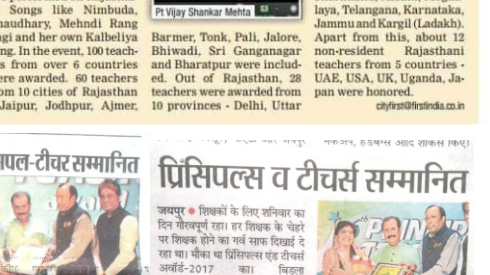 Songs like Nimbuda,
haudhary, Mehndi Rang
gi and her own Kalbeliya
ng. In the event, 100 teach-
s from over 6 countries
ere awarded. 60 teachers
om 10 cities of Rajasthan
Jaipur, Jodhpur, Ajmer,
Pt Vijay Shankar Mehta
Barmer, Tonk, Pali, Jalore,
Bhiwadi, Sri Ganganagar
and Bharatpur were includ-
ed. Out of Rajasthan, 28
teachers were awarded from
10 provinces - Delhi, Uttar
Jaya, Telangana, Karnataka,
Jammu and Kargil (Ladakh).
Apart from this, about 12
non-resident Rajasthani
teachers from 5 countries -
UAE, USA, UK, Uganda, Ja-
pan were honored.
cityfirst@firstindia.co.in
सपल-टीचर सम्मानित
प्रिंसिपल्स व टीचर्स सम्मानित
जयपुर ● शिक्षकों के लिए शनिवार का
दिन गौरवपूर्ण रहा। हर शिक्षक के चेहरे
पर शिक्षक होने का गर्व साफ दिखाई दे
रहा था। मौका था प्रिंसिपल्स एंड टीचर्स
अवॉर्ड-2017 का। बिड़ला